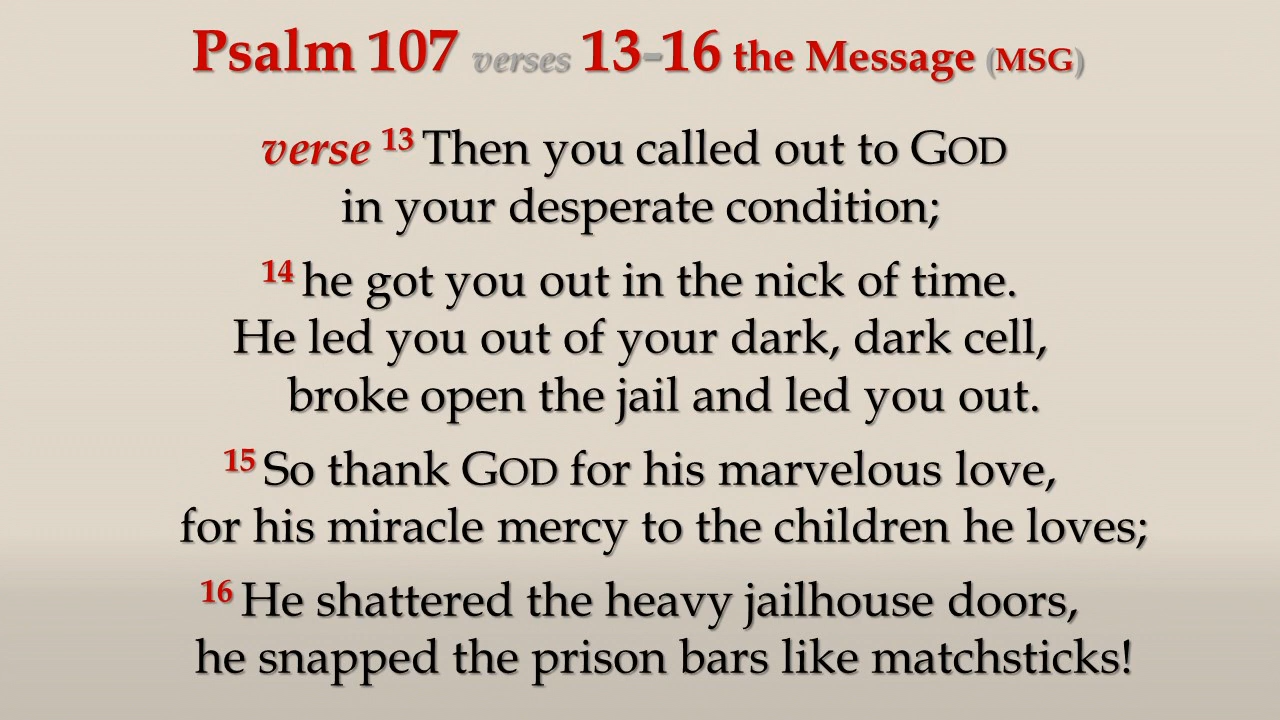 Psalm 107 verses 13-16 the Message (MSG)
verse 13 Then you called out to GOD
in your desperate condition;
14 he got you out in the nick of time.
He led you out of your dark, dark cell,
broke open the jail and led you out.
15 So thank GOD for his marvelous love,
for his miracle mercy to the children he loves;
16 He shattered the heavy jailhouse doors,
he snapped the prison bars like matchsticks!